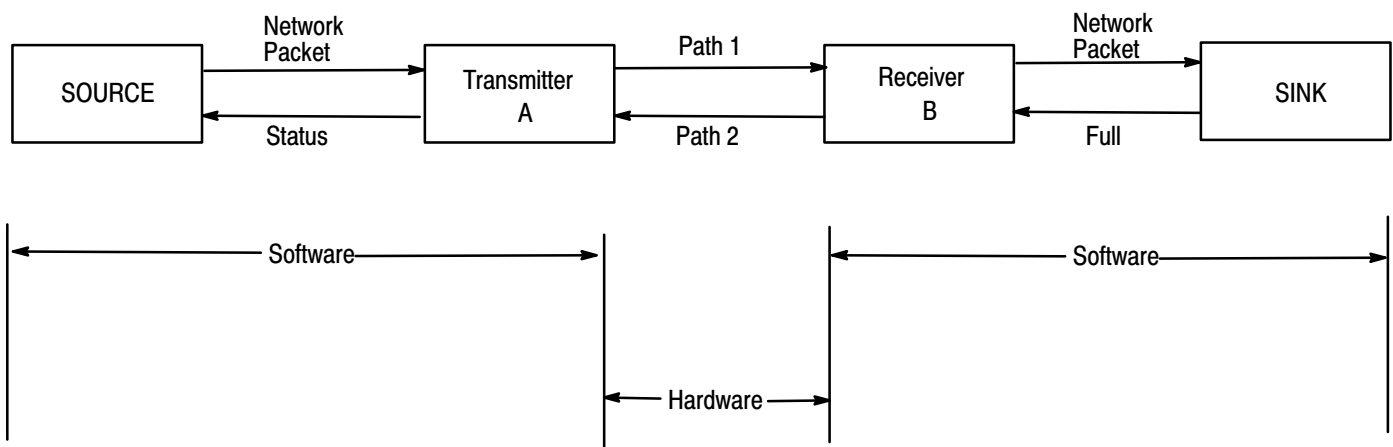 Network
Packet
Path 1
Network
Packet
SOURCE
Transmitter
A
Receiver
B
SINK
Status
Path 2
Full
Software
Software
Hardware